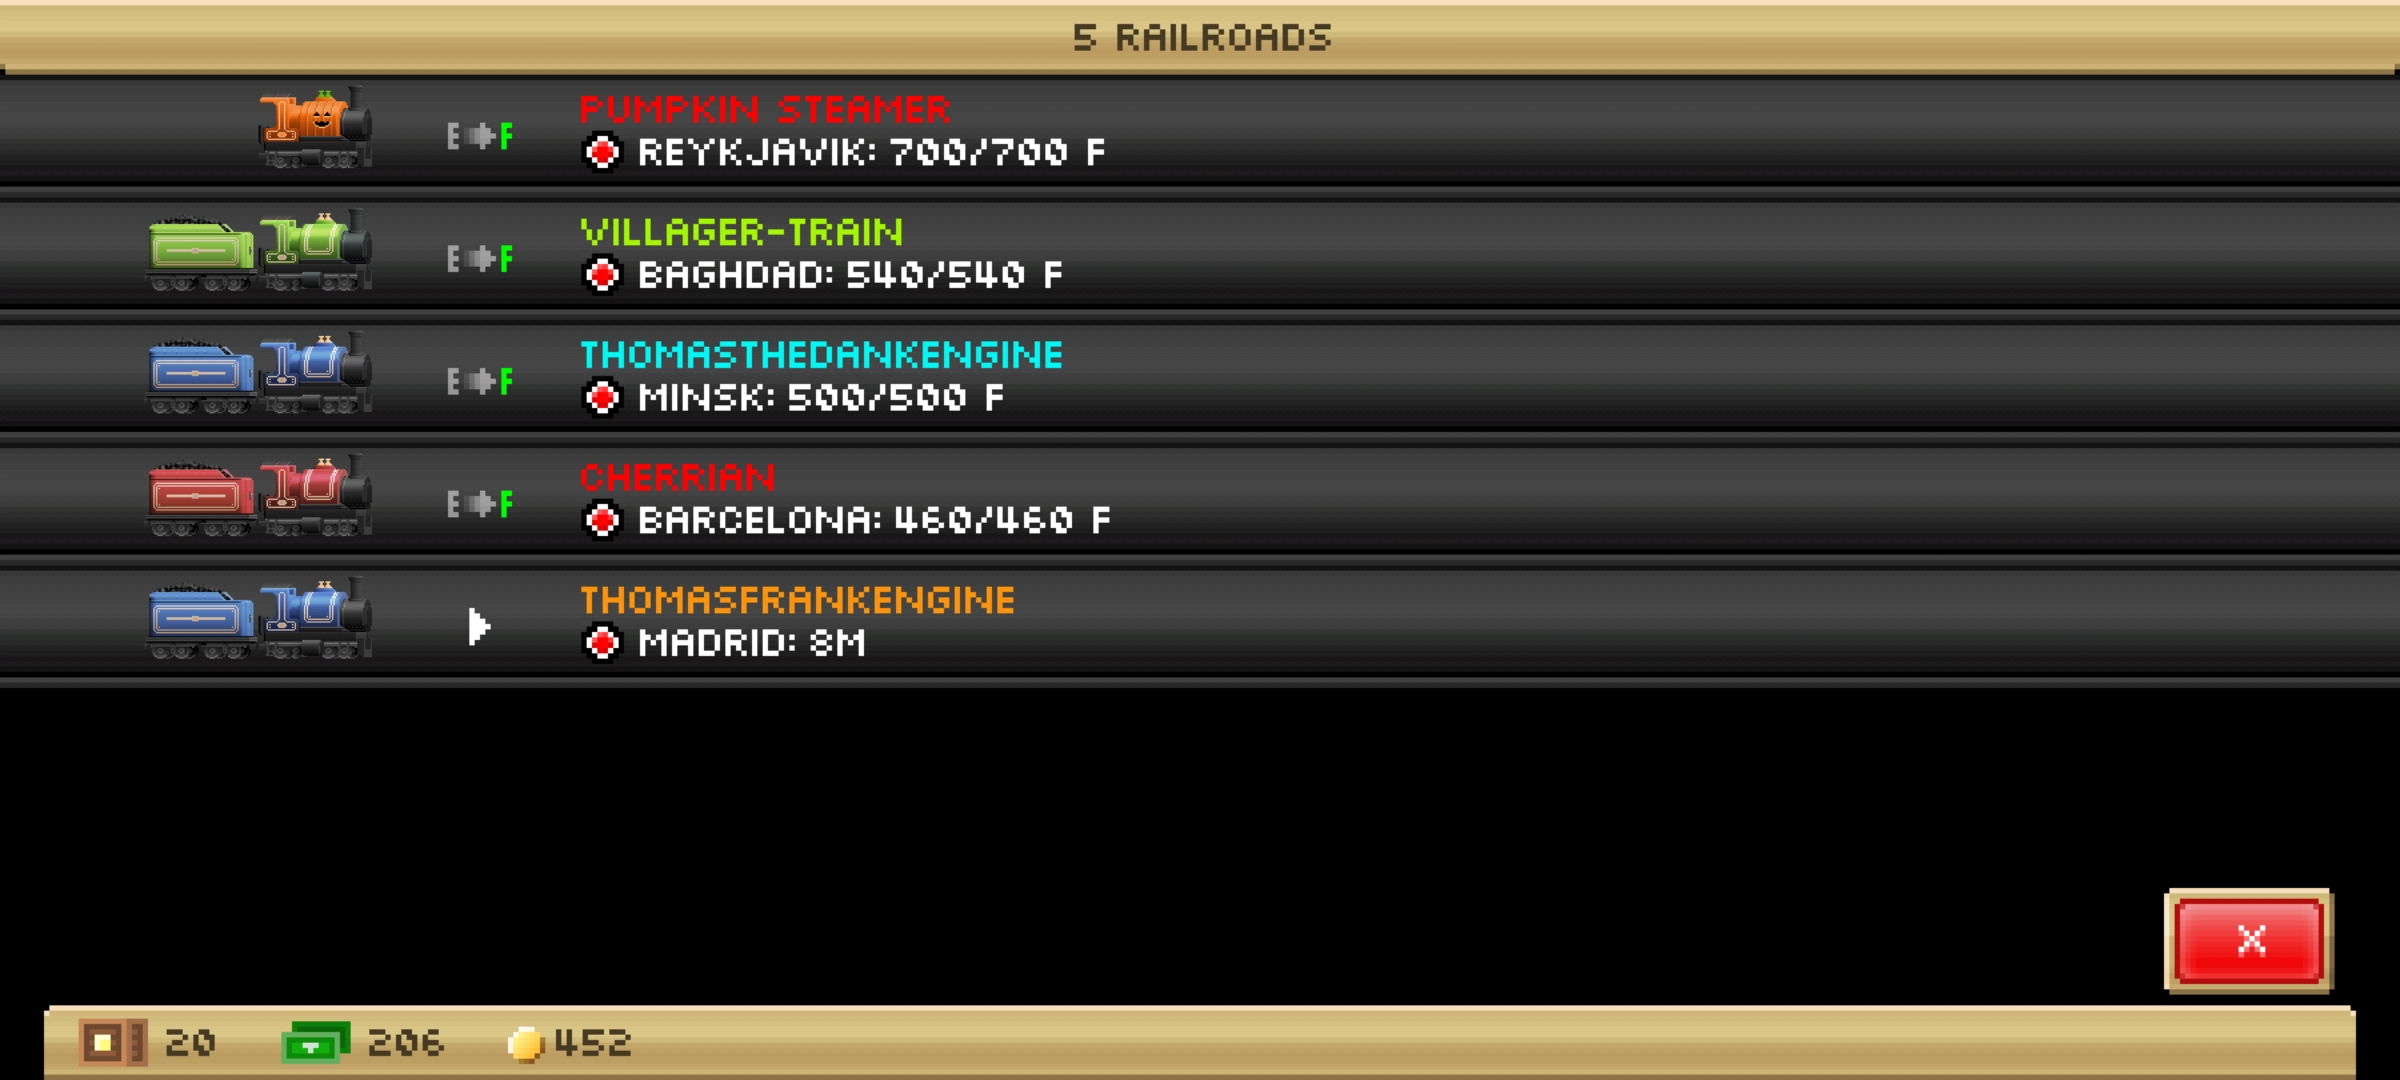 5 RAILROADS
PUMPKIN STEAMER
E F
REYKJAVIK: 700/700 F
VILLAGER-TRAIN
E F
BAGHDAD: 540/540 F
THOMASTHEDANKENGINE
E F
MINSK: 500/500 F
CHERRIAN
E F
BARCELONA: 460/460 F
THOMASFRANKENGINE
MADRID: 8M
X
20 206 452